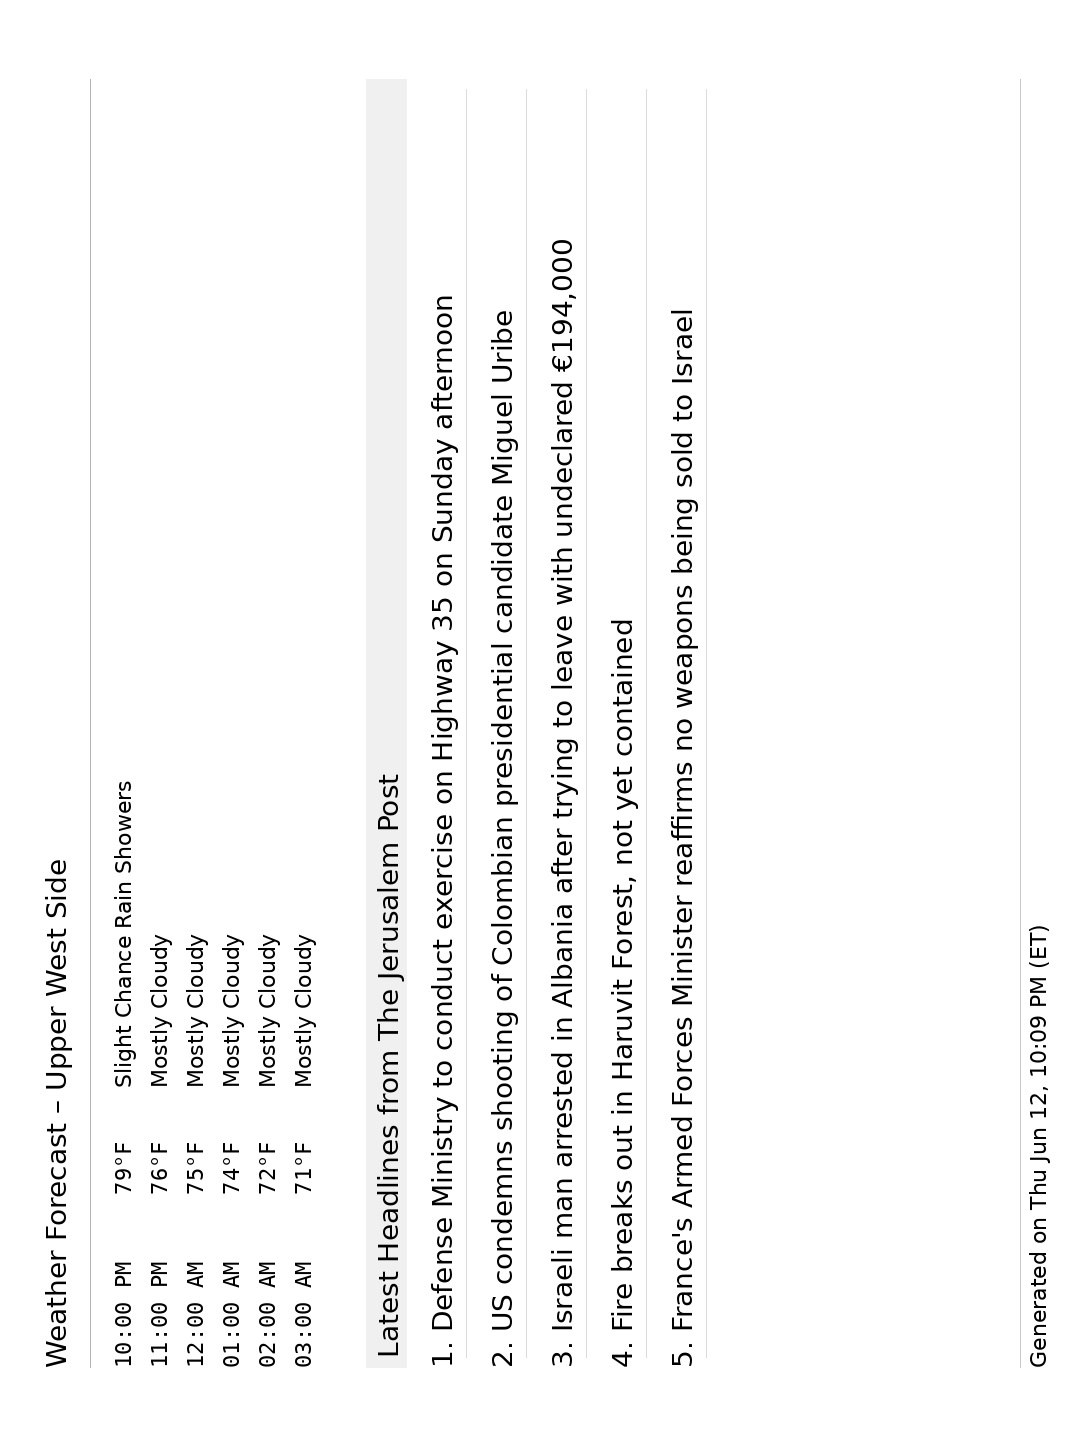 Weather Forecast – Upper West Side
10:00 PM 79°F Slight Chance Rain Showers
11:00 PM 76°F Mostly Cloudy
12:00 AM 75°F Mostly Cloudy
01:00 AM 74°F Mostly Cloudy
02:00 AM 72°F Mostly Cloudy
03:00 AM 71°F Mostly Cloudy
Latest Headlines from The Jerusalem Post
1. Defense Ministry to conduct exercise on Highway 35 on Sunday afternoon
2. US condemns shooting of Colombian presidential candidate Miguel Uribe
3. Israeli man arrested in Albania after trying to leave with undeclared €194,000
4. Fire breaks out in Haruvit Forest, not yet contained
5. France's Armed Forces Minister reaffirms no weapons being sold to Israel
Generated on Thu Jun 12, 10:09 PM (ET)